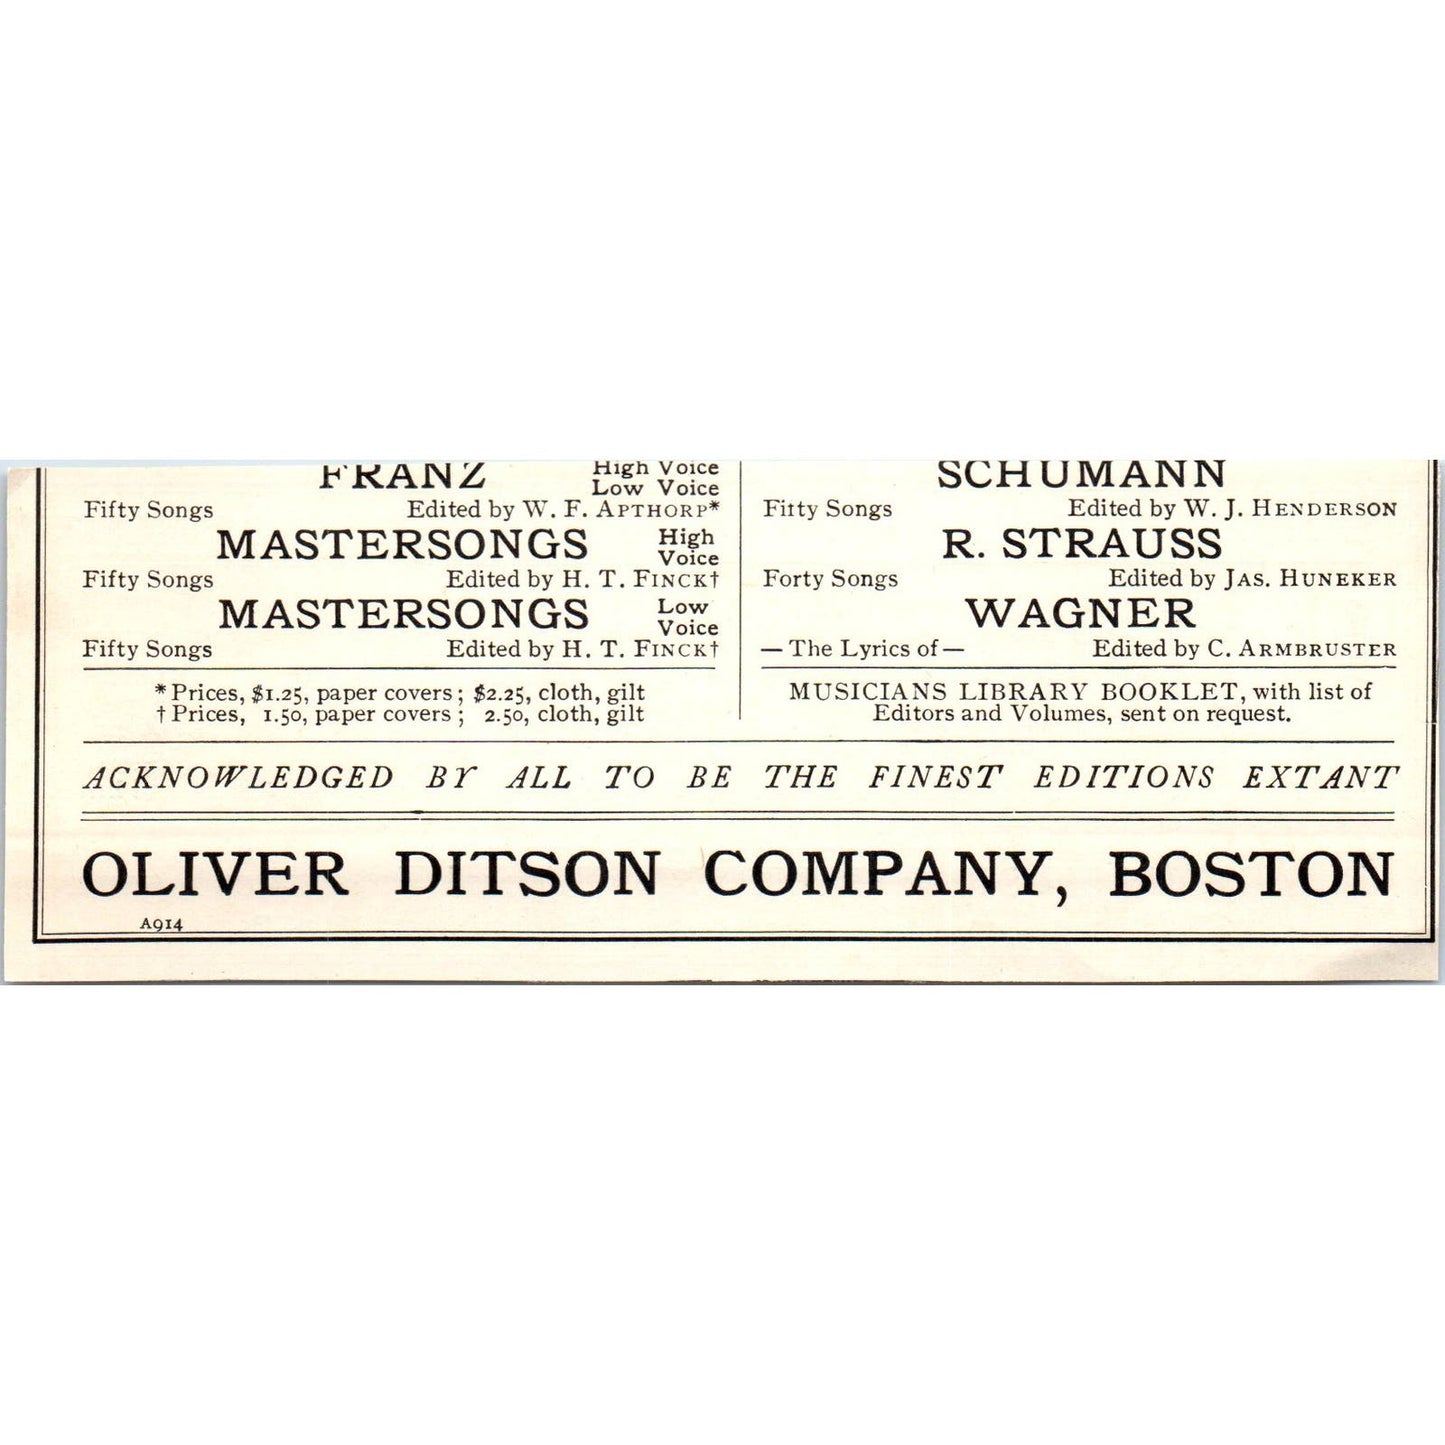 FRANZ High Voice
Low Voice
Fifty Songs Edited by W. F. APTHORP*
MASTERSONGS High
Voice
Fifty Songs Edited by H. T. FINCK†
MASTERSONGS Low
Voice
Fifty Songs Edited by H. T. FINCK†
* Prices, $1.25, paper covers; $2.25, cloth, gilt
† Prices, 1.50, paper covers; 2.50, cloth, gilt
SCHUMANN
Fifty Songs Edited by W. J. HENDERSON
R. STRAUSS
Forty Songs Edited by JAS. HUNEKER
WAGNER
— The Lyrics of — Edited by C. ARMBRUSTER
MUSICIANS LIBRARY BOOKLET, with list of
Editors and Volumes, sent on request.
ACKNOWLEDGED BY ALL TO BE THE FINEST EDITIONS EXTANT
OLIVER DITSON COMPANY, BOSTON
A914